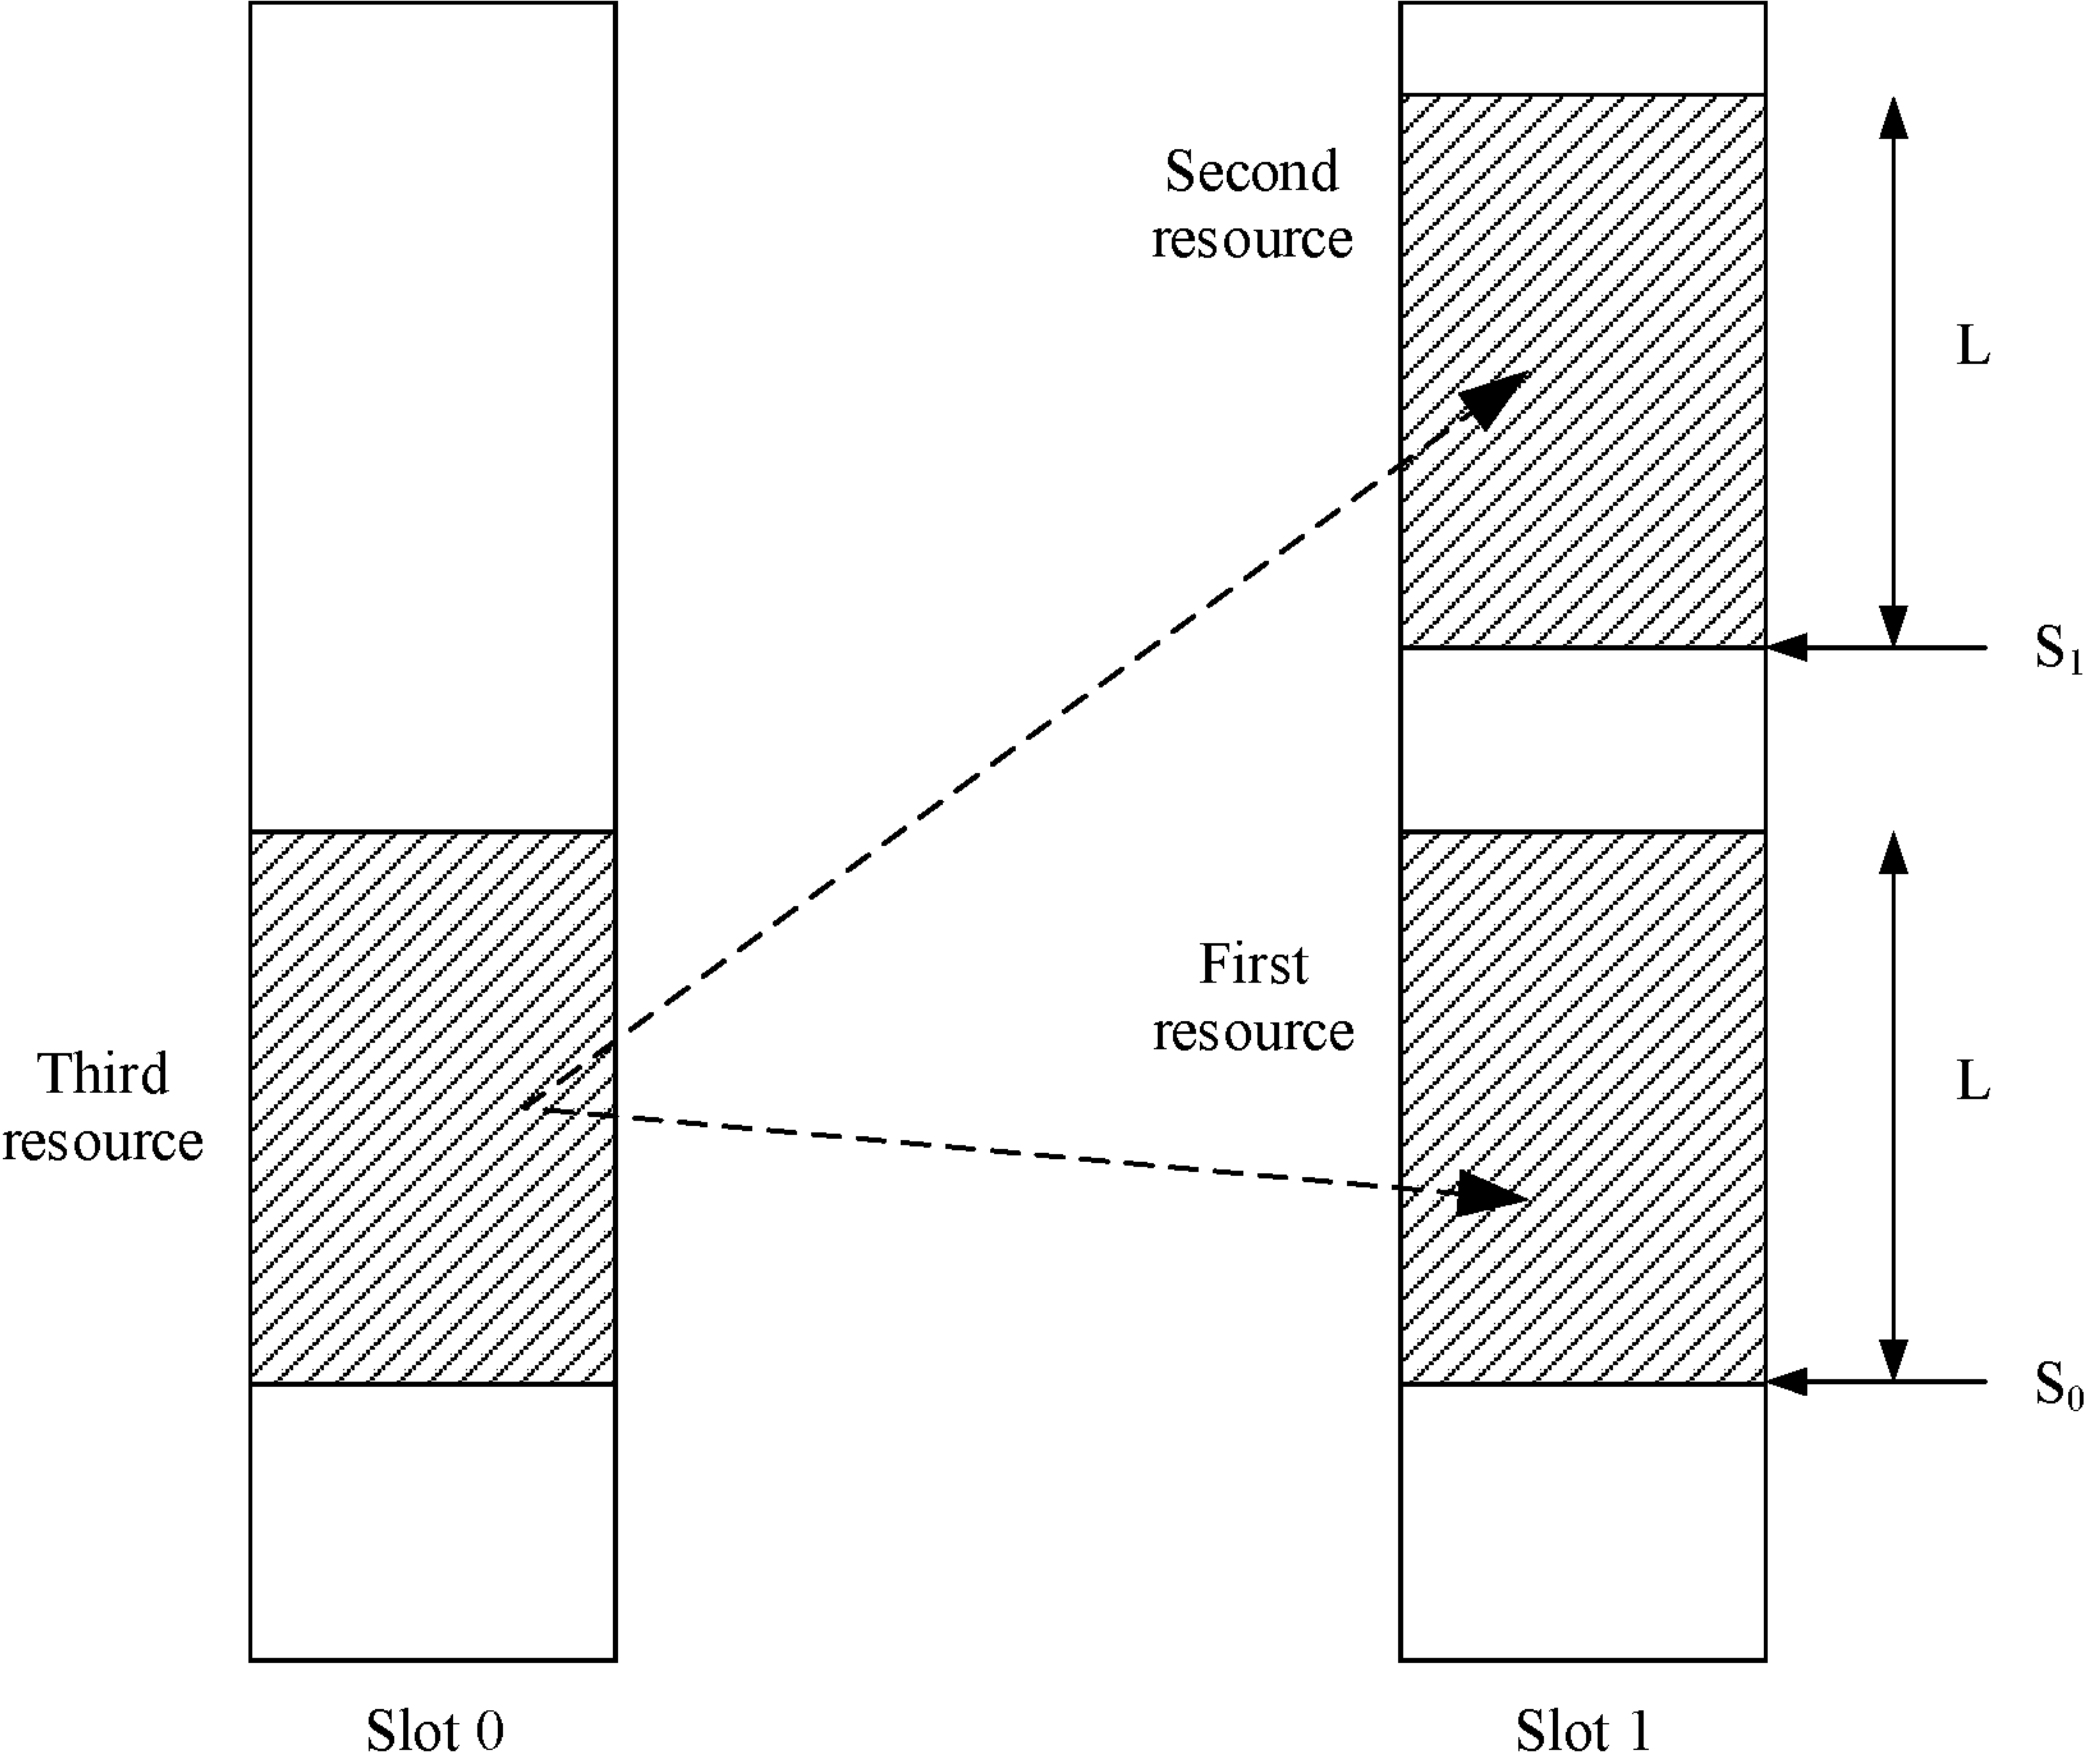 Second
resource
L
S₁
First
resource
Third
resource
L
S₀
Slot 0
Slot 1